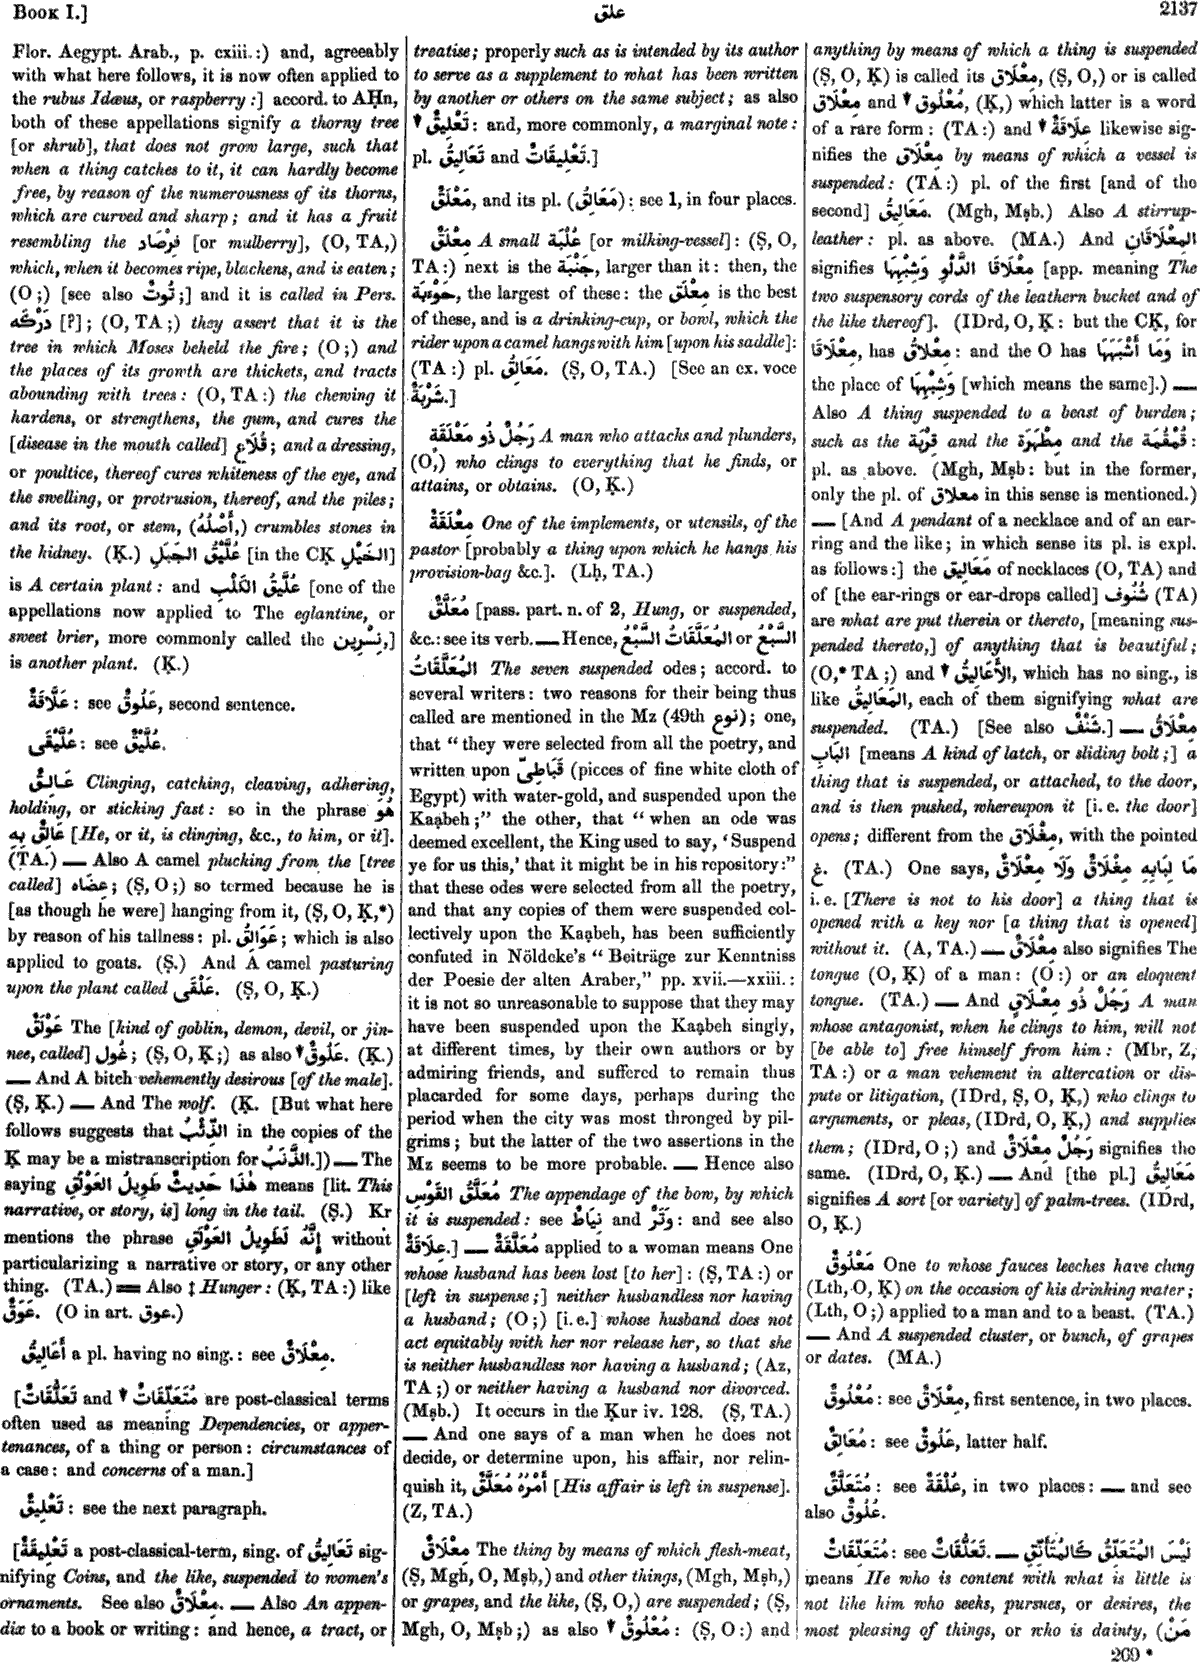 Book I.]
علق
2137
Flor. Aegypt. Arab., p. cxiii.:) and, agreeably
with what here follows, it is now often applied to
the rubus Idæus, or raspberry :] accord. to AḤn,
both of these appellations signify a thorny tree
[or shrub], that does not grow large, such that
when a thing catches to it, it can hardly become
free, by reason of the numerousness of its thorns,
which are curved and sharp; and it has a fruit
resembling the فِرْصَاد [or mulberry], (O, TA,)
which, when it becomes ripe, blackens, and is eaten;
(O;) [see also تُوتٌ;] and it is called in Pers.
دَرْكَه [?]; (O, TA;) they assert that it is the
tree in which Moses beheld the fire; (O;) and
the places of its growth are thickets, and tracts
abounding with trees: (O, TA:) the chewing it
hardens, or strengthens, the gum, and cures the
[disease in the mouth called] قُلَاع; and a dressing,
or poultice, thereof cures whiteness of the eye, and
the swelling, or protrusion, thereof, and the piles;
and its root, or stem, (أَصْلُهُ,) crumbles stones in
the kidney. (Ḳ.) عُلَّيْقُ الجَبَلِ [in the CḲ الخَيْلِ]
is A certain plant: and عُلَّيْقُ الكَلْبِ [one of the
appellations now applied to The eglantine, or
sweet brier, more commonly called the نِسْرِين,]
is another plant. (Ḳ.)
عَلَّاقَةٌ: see عَلُوقٌ, second sentence.
عُلَّيْقَى: see عُلَّيْقٌ.
عَالِقٌ Clinging, catching, cleaving, adhering,
holding, or sticking fast: so in the phrase هُوَ
عَالِقٌ بِهِ [He, or it, is clinging, &c., to him, or it].
(TA.) — Also A camel plucking from the [tree
called] عِضَاه; (Ṣ, O;) so termed because he is
[as though he were] hanging from it, (Ṣ, O, Ḳ,*)
by reason of his tallness: pl. عَوَالِقُ; which is also
applied to goats. (Ṣ.) And A camel pasturing
upon the plant called عَلْقَى. (Ṣ, O, Ḳ.)
عَوْلَقٌ The [kind of goblin, demon, devil, or jin-
nee, called] غُول; (Ṣ, O, Ḳ;) as also ▾ عَلُوقٌ. (Ḳ.)
— And A bitch vehemently desirous [of the male].
(Ṣ, Ḳ.) — And The wolf. (Ḳ. [But what here
follows suggests that الذِّئْبُ in the copies of the
Ḳ may be a mistranscription for الذَّنَبُ.]) — The
saying هٰذَا حَدِيثٌ طَوِيلُ العَوْلَقِ means [lit. This
narrative, or story, is] long in the tail. (Ṣ.) Kr
mentions the phrase إِنَّهُ لَطَوِيلُ العَوْلَقِ without
particularizing a narrative or story, or any other
thing. (TA.) = Also ‡ Hunger: (Ḳ, TA:) like
عَوَقٌ. (O in art. عوق.)
أَعَالِيقُ a pl. having no sing.: see مِعْلَاقٌ.
[تَعَلُّقَاتٌ and ▾ مُتَعَلِّقَاتٌ are post-classical terms
often used as meaning Dependencies, or apper-
tenances, of a thing or person: circumstances of
a case: and concerns of a man.]
تَعْلِيقٌ: see the next paragraph.
[تَعْلِيقَةٌ a post-classical-term, sing. of تَعَالِيقُ sig-
nifying Coins, and the like, suspended to women's
ornaments. See also مِعْلَاقٌ. — Also An appen-
dix to a book or writing: and hence, a tract, or
treatise; properly such as is intended by its author
to serve as a supplement to what has been written
by another or others on the same subject; as also
▾ تَعْلِيقٌ: and, more commonly, a marginal note:
pl. تَعَالِيقُ and تَعْلِيقَاتٌ.]
مَعْلَقٌ, and its pl. (مَعَالِقُ): see 1, in four places.
مِعْلَقٌ A small عُلْبَة [or milking-vessel]: (Ṣ, O,
TA:) next is the جَنْبَة, larger than it: then, the
حَوْءَبَة, the largest of these: the مِعْلَق is the best
of these, and is a drinking-cup, or bowl, which the
rider upon a camel hangs with him [upon his saddle]:
(TA:) pl. مَعَالِقُ. (Ṣ, O, TA.) [See an ex. voce
شَرْبَةٌ.]
رَجُلٌ ذُو مَعْلَقَةٍ A man who attacks and plunders,
(O,) who clings to everything that he finds, or
attains, or obtains. (O, Ḳ.)
مِعْلَقَةٌ One of the implements, or utensils, of the
pastor [probably a thing upon which he hangs his
provision-bag &c.]. (Lḥ, TA.)
مُعَلَّقٌ [pass. part. n. of 2, Hung, or suspended,
&c.: see its verb. — Hence, المُعَلَّقَاتُ السَّبْعُ or السَّبْعُ
المُعَلَّقَاتُ The seven suspended odes; accord. to
several writers: two reasons for their being thus
called are mentioned in the Mz (49th نوع); one,
that "they were selected from all the poetry, and
written upon قَبَاطِىّ (pieces of fine white cloth of
Egypt) with water-gold, and suspended upon the
Kaạbeh;" the other, that "when an ode was
deemed excellent, the King used to say, 'Suspend
ye for us this,' that it might be in his repository:"
that these odes were selected from all the poetry,
and that any copies of them were suspended col-
lectively upon the Kaạbeh, has been sufficiently
confuted in Nöldeke's "Beiträge zur Kenntniss
der Poesie der alten Araber," pp. xvii.—xxiii.:
it is not so unreasonable to suppose that they may
have been suspended upon the Kaạbeh singly,
at different times, by their own authors or by
admiring friends, and suffered to remain thus
placarded for some days, perhaps during the
period when the city was most thronged by pil-
grims; but the latter of the two assertions in the
Mz seems to be more probable. — Hence also
مُعَلَّقُ القَوْسِ The appendage of the bow, by which
it is suspended: see نِيَاطٌ and وَتَرٌ: and see also
عِلَاقَةٌ.] — مُعَلَّقَةٌ applied to a woman means One
whose husband has been lost [to her]: (Ṣ, TA:) or
[left in suspense;] neither husbandless nor having
a husband; (O;) [i.e.] whose husband does not
act equitably with her nor release her, so that she
is neither husbandless nor having a husband; (Az,
TA;) or neither having a husband nor divorced.
(Mṣb.) It occurs in the Ḳur iv. 128. (Ṣ, TA.)
— And one says of a man when he does not
decide, or determine upon, his affair, nor relin-
quish it, أَمْرُهُ مُعَلَّقٌ [His affair is left in suspense].
(Z, TA.)
مِعْلَاقٌ The thing by means of which flesh-meat,
(Ṣ, Mgh, O, Mṣb,) and other things, (Mgh, Mṣb,)
or grapes, and the like, (Ṣ, O,) are suspended; (Ṣ,
Mgh, O, Mṣb;) as also ▾ مُعْلُوقٌ: (Ṣ, O:) and
anything by means of which a thing is suspended
(Ṣ, O, Ḳ) is called its مِعْلَاق, (Ṣ, O,) or is called
مِعْلَاق and ▾ مُعْلُوق, (Ḳ,) which latter is a word
of a rare form: (TA:) and ▾ عِلَاقَةٌ likewise sig-
nifies the مِعْلَاق by means of which a vessel is
suspended: (TA:) pl. of the first [and of the
second] مَعَالِيقُ. (Mgh, Mṣb.) Also A stirrup-
leather: pl. as above. (MA.) And المِعْلَاقَانِ
signifies مِعْلَاقَا الدَّلْوِ وَشِبْهِهَا [app. meaning The
two suspensory cords of the leathern bucket and of
the like thereof]. (IDrd, O, Ḳ: but the CḲ, for
مِعْلَاقَا, has مِعْلَاقُ: and the O has وَمَا أَشْبَهَهَا in
the place of وَشِبْهِهَا [which means the same].) —
Also A thing suspended to a beast of burden;
such as the قِرْبَة and the مِطْهَرَة and the قُمْقُمَة:
pl. as above. (Mgh, Mṣb: but in the former,
only the pl. of معلاق in this sense is mentioned.)
— [And A pendant of a necklace and of an ear-
ring and the like; in which sense its pl. is expl.
as follows:] the مَعَالِيق of necklaces (O, TA) and
of [the ear-rings or ear-drops called] شُنُوف (TA)
are what are put therein or thereto, [meaning sus-
pended thereto,] of anything that is beautiful;
(O,* TA;) and ▾ الأَعَالِيقُ, which has no sing., is
like المَعَالِيقُ, each of them signifying what are
suspended. (TA.) [See also شَنْفٌ.] — مِعْلَاقُ
البَابِ [means A kind of latch, or sliding bolt;] a
thing that is suspended, or attached, to the door,
and is then pushed, whereupon it [i.e. the door]
opens; different from the مِغْلَاق, with the pointed
غ. (TA.) One says, مَا لِبَابِهِ مِغْلَاقٌ وَلَا مِعْلَاقٌ
i.e. [There is not to his door] a thing that is
opened with a key nor [a thing that is opened]
without it. (A, TA.) — مِعْلَاقٌ also signifies The
tongue (O, Ḳ) of a man: (O:) or an eloquent
tongue. (TA.) — And رَجُلٌ ذُو مِعْلَاقٍ A man
whose antagonist, when he clings to him, will not
[be able to] free himself from him: (Mbr, Z,
TA:) or a man vehement in altercation or dis-
pute or litigation, (IDrd, Ṣ, O, Ḳ,) who clings to
arguments, or pleas, (IDrd, O, Ḳ,) and supplies
them; (IDrd, O;) and رَجُلٌ مِعْلَاقٌ signifies the
same. (IDrd, O, Ḳ.) — And [the pl.] مَعَالِيقُ
signifies A sort [or variety] of palm-trees. (IDrd,
O, Ḳ.)
مَعْلُوقٌ One to whose fauces leeches have clung
(Lth, O, Ḳ) on the occasion of his drinking water;
(Lth, O;) applied to a man and to a beast. (TA.)
— And A suspended cluster, or bunch, of grapes
or dates. (MA.)
مُعْلُوقٌ: see مِعْلَاقٌ, first sentence, in two places.
مُعَالِقٌ: see عَلُوقٌ, latter half.
مُتَعَلَّقٌ: see عُلْقَةٌ, in two places: — and see
also عُلُوقٌ.
مُتَعَلِّقَاتٌ: see تَعَلُّقَاتٌ. — لَيْسَ المُتَعَلِّقُ كَالمُتَأَنِّقِ
means He who is content with what is little is
not like him who seeks, pursues, or desires, the
most pleasing of things, or who is dainty, (مَنْ
269 *